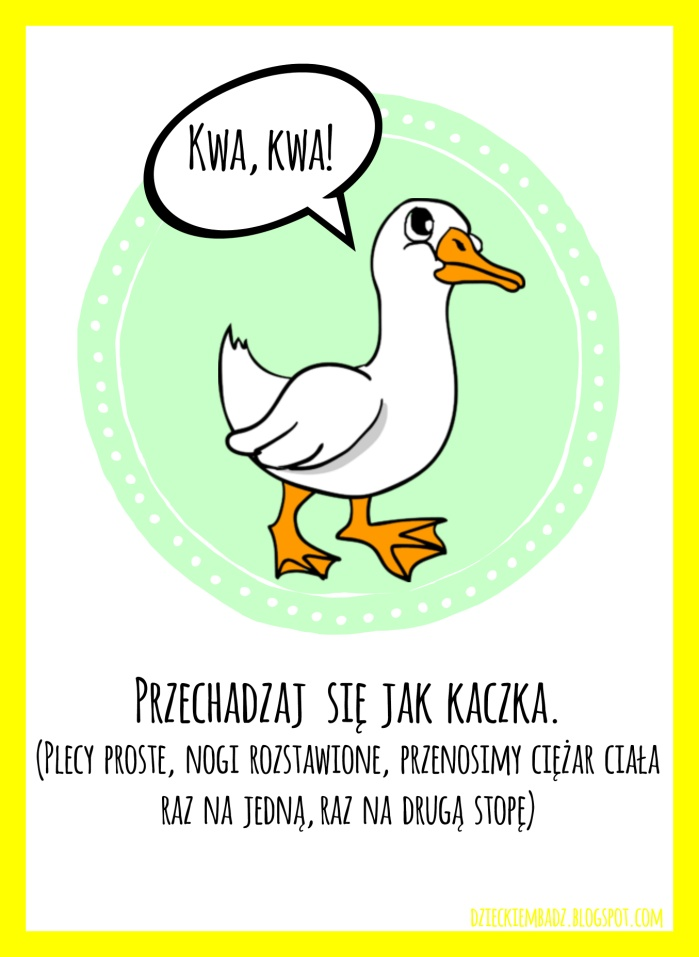 Kwa, kwa!
Przechadzaj się jak kaczka.
(Plecy proste, nogi rozstawione, przenosimy ciężar ciała
raz na jedną, raz na drugą stopę)
dzieckiembadz.blogspot.com